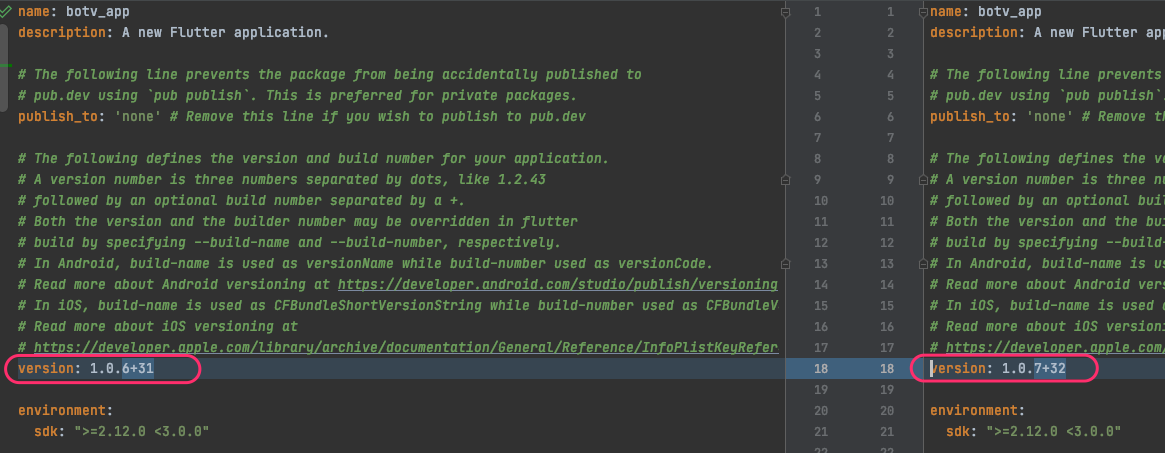 name: botv_app
description: A new Flutter application.
# The following line prevents the package from being accidentally published to
# pub.dev using `pub publish`. This is preferred for private packages.
publish_to: 'none' # Remove this line if you wish to publish to pub.dev
# The following defines the version and build number for your application.
# A version number is three numbers separated by dots, like 1.2.43
# followed by an optional build number separated by a +.
# Both the version and the builder number may be overridden in flutter
# build by specifying --build-name and --build-number, respectively.
# In Android, build-name is used as versionName while build-number used as versionCode.
# Read more about Android versioning at https://developer.android.com/studio/publish/versioning
# In iOS, build-name is used as CFBundleShortVersionString while build-number used as CFBundleV
# Read more about iOS versioning at
# https://developer.apple.com/library/archive/documentation/General/Reference/InfoPlistKeyRefer
version: 1.0.6+31
environment:
sdk: ">=2.12.0 <3.0.0"
1 1
2 2
3 3
4 4
5 5
6 6
7 7
8 8
9 9
10 10
11 11
12 12
13 13
14 14
15 15
16 16
17 17
18 18
19 19
20 20
21 21
22 22
name: botv_app
description: A new Flutter app
# The following line prevents
# pub.dev using `pub publish`.
publish_to: 'none' # Remove th
# The following defines the ve
# A version number is three nu
# followed by an optional buil
# Both the version and the bui
# build by specifying --build-
# In Android, build-name is us
# Read more about Android vers
# In iOS, build-name is used a
# Read more about iOS versioni
# https://developer.apple.com/
version: 1.0.7+32
environment:
sdk: ">=2.12.0 <3.0.0"